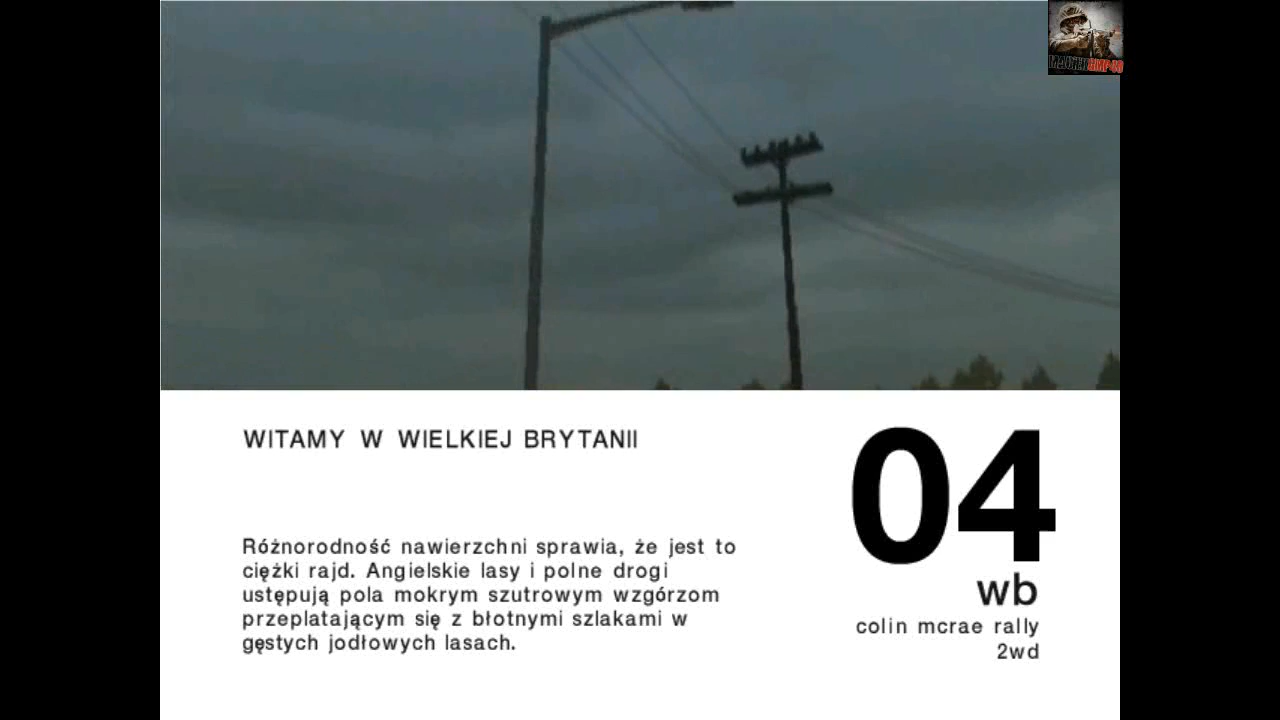 WITAMY W WIELKIEJ BRYTANII
Różnorodność nawierzchni sprawia, że jest to
ciężki rajd. Angielskie lasy i polne drogi
ustępują pola mokrym szutrowym wzgórzom
przeplatającym się z błotnymi szlakami w
gęstych jodłowych lasach.
04
wb
colin mcrae rally
2wd